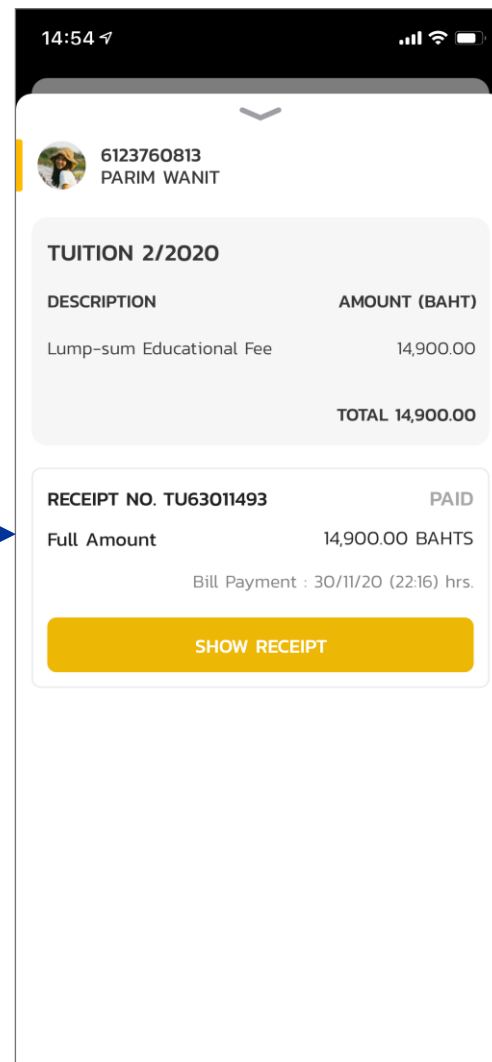 14:54
6123760813
PARIM WANIT
TUITION 2/2020
DESCRIPTION AMOUNT (BAHT)
Lump-sum Educational Fee 14,900.00
TOTAL 14,900.00
RECEIPT NO. TU63011493 PAID
Full Amount 14,900.00 BAHTS
Bill Payment : 30/11/20 (22:16) hrs.
SHOW RECEIPT